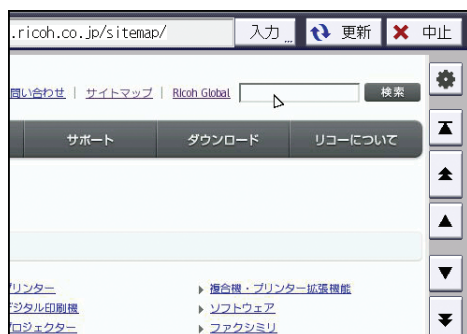 .ricoh.co.jp/sitemap/ 入力... 更新 中止
問い合わせ | サイトマップ | Ricoh Global 検索
サポート ダウンロード リコーについて
リンター 複合機・プリンター拡張機能
デジタル印刷機 ソフトウェア
プロジェクター ファクシミリ